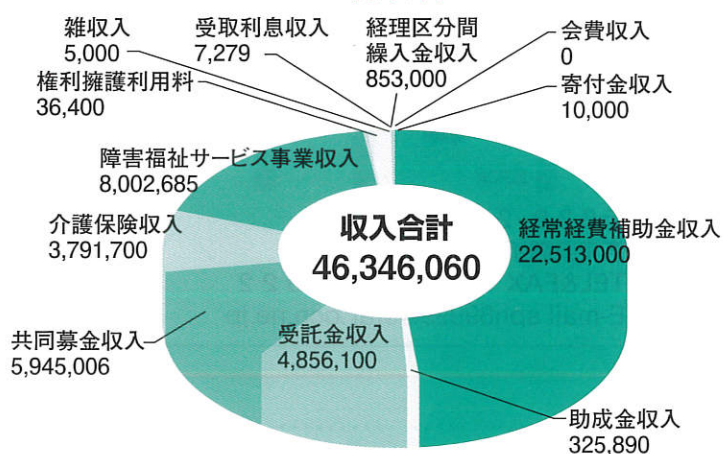 雑収入
5,000
受取利息収入
7,279
経理区分間
繰入金収入
853,000
会費収入
0
寄付金収入
10,000
権利擁護利用料
36,400
障害福祉サービス事業収入
8,002,685
介護保険収入
3,791,700
収入合計
46,346,060
経常経費補助金収入
22,513,000
共同募金収入
5,945,006
受託金収入
4,856,100
助成金収入
325,890